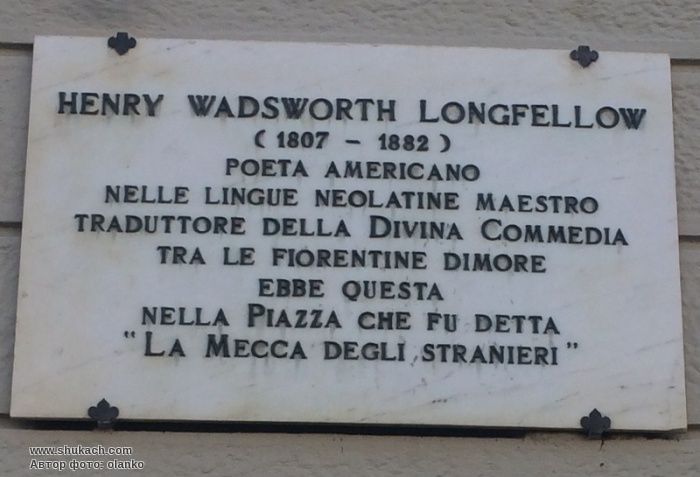 HENRY WADSWORTH LONGFELLOW
( 1807 – 1882 )
POETA AMERICANO
NELLE LINGUE NEOLATINE MAESTRO
TRADUTTORE DELLA DIVINA COMMEDIA
TRA LE FIORENTINE DIMORE
EBBE QUESTA
NELLA PIAZZA CHE FU DETTA
"LA MECCA DEGLI STRANIERI"
www.shukach.com
Автор фото: olanko